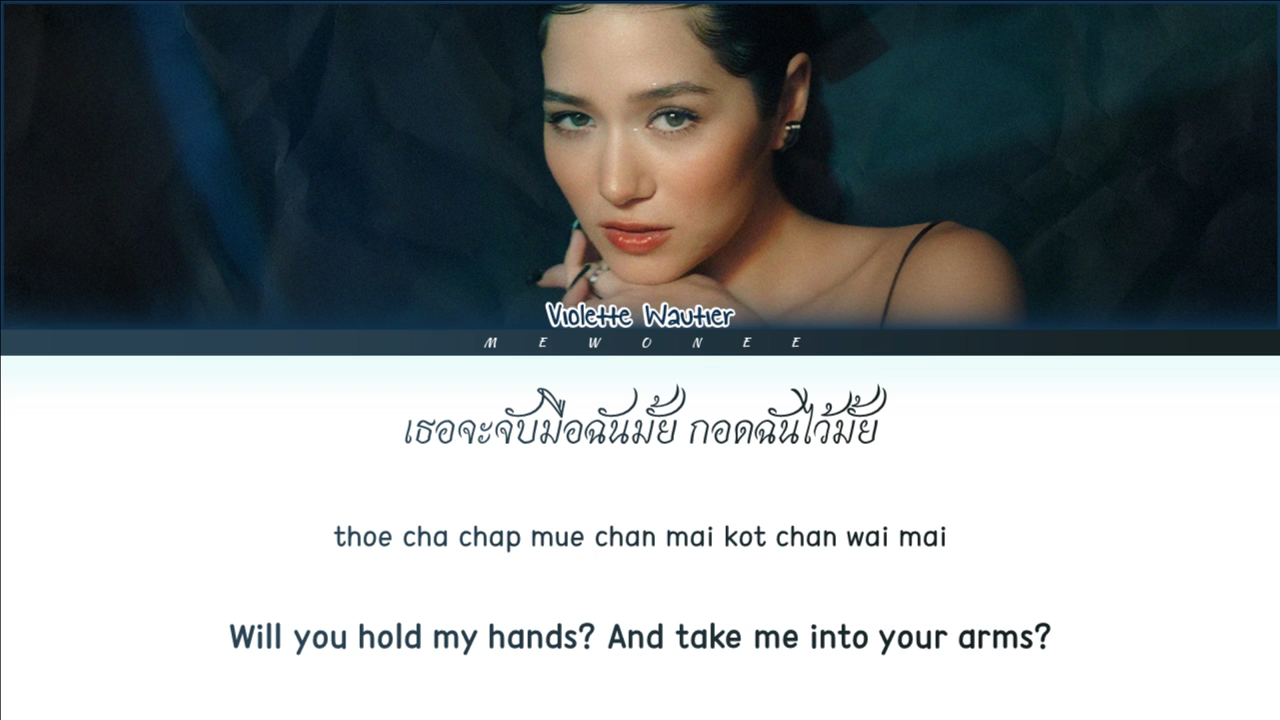 Violette Wautier
MEWONEE
เธอจะจับมือฉันมั้ย กอดฉันไว้มั้ย
thoe cha chap mue chan mai kot chan wai mai
Will you hold my hands? And take me into your arms?